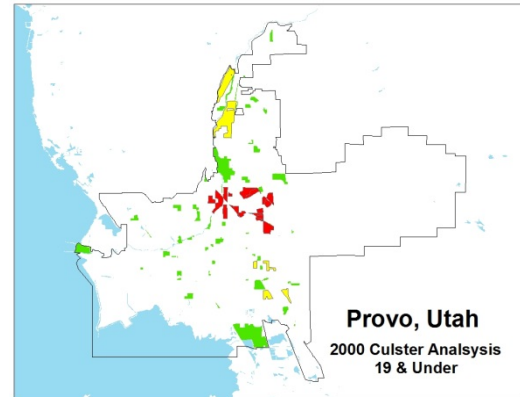 Provo, Utah
2000 Culster Analsysis
19 & Under